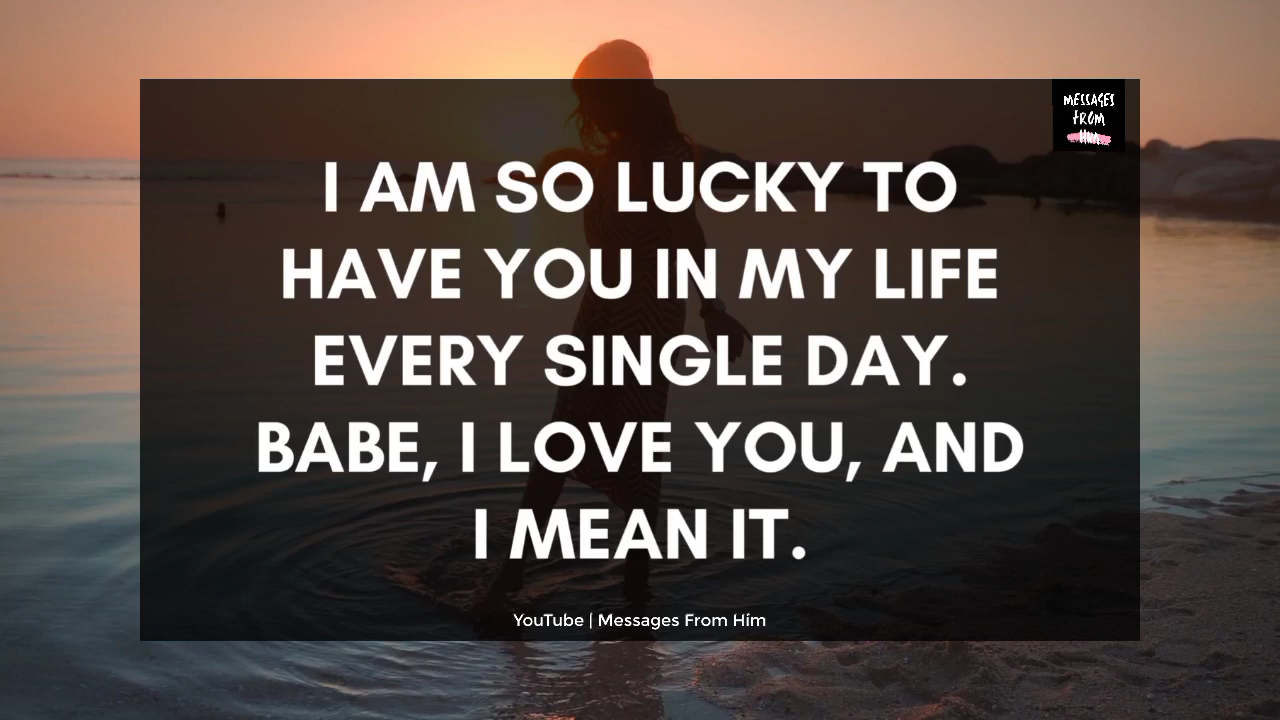 MESSAGES
FROM
HIM
I AM SO LUCKY TO
HAVE YOU IN MY LIFE
EVERY SINGLE DAY.
BABE, I LOVE YOU, AND
I MEAN IT.
YouTube | Messages From Him